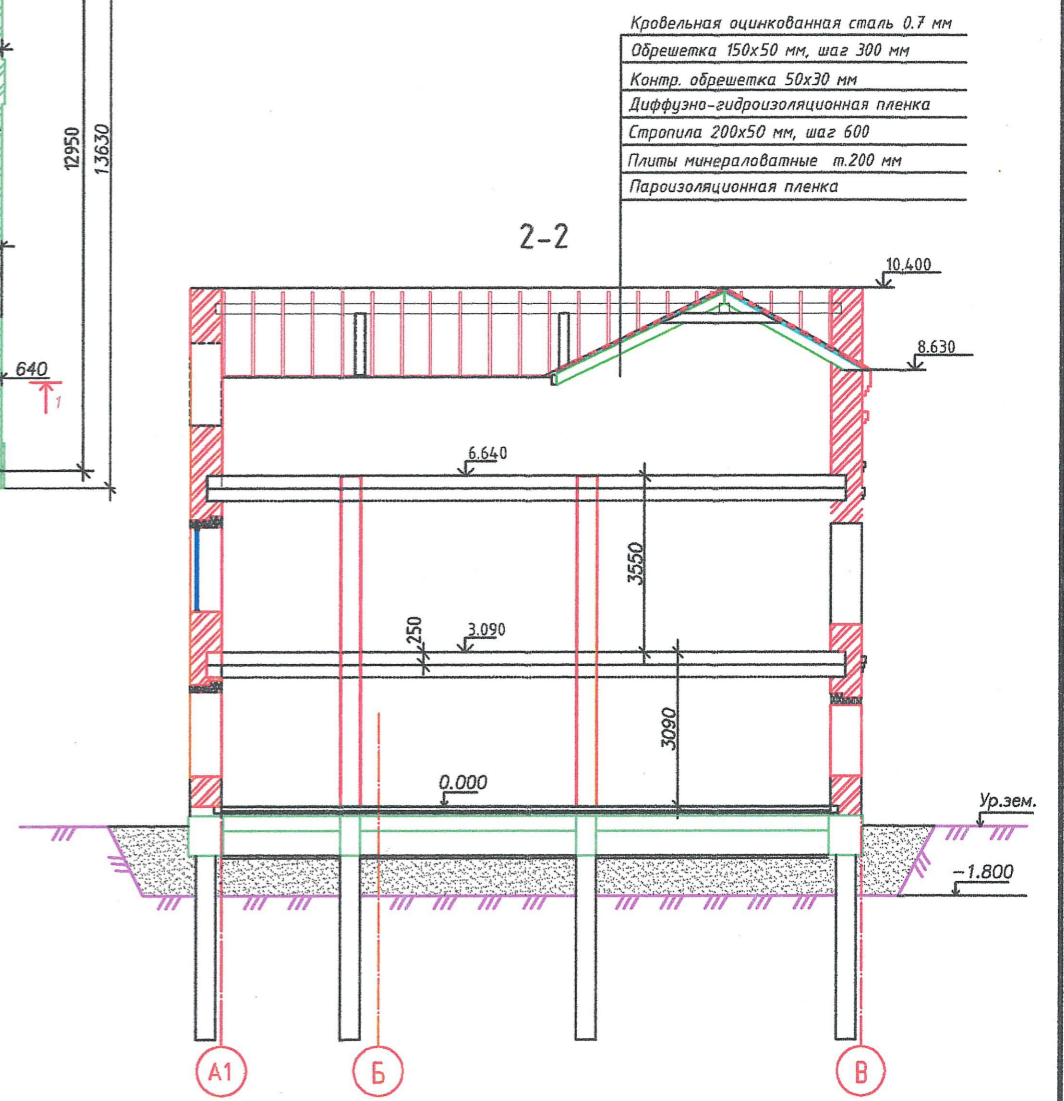 Кровельная оцинкованная сталь 0.7 мм
Обрешетка 150х50 мм, шаг 300 мм
Контр. обрешетка 50х30 мм
Диффузно-гидроизоляционная пленка
Стропила 200х50 мм, шаг 600
Плиты минераловатные т.200 мм
Пароизоляционная пленка
12950
13630
2-2
10.400
8.630
640
1
6.640
3550
250
3.090
3090
0.000
Ур.зем.
-1.800
А1
Б
В